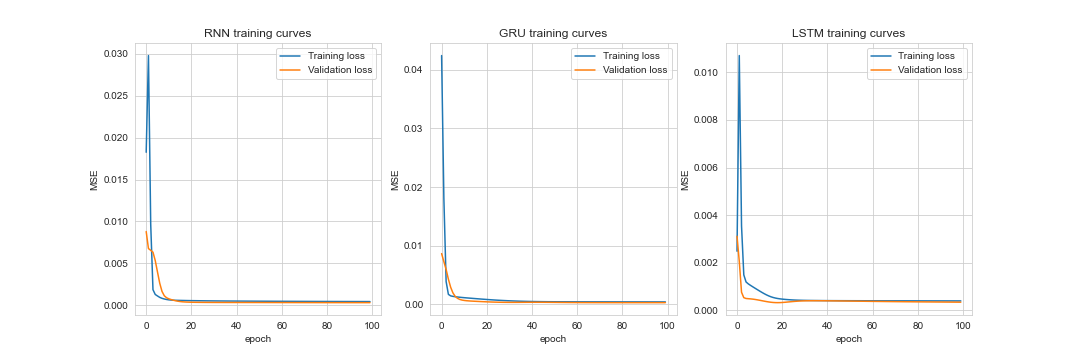 RNN training curves
Training loss
Validation loss
0.030
0.025
0.020
0.015
0.010
0.005
0.000
MSE
0 20 40 60 80 100
epoch
GRU training curves
Training loss
Validation loss
0.04
0.03
0.02
0.01
0.00
MSE
0 20 40 60 80 100
epoch
LSTM training curves
Training loss
Validation loss
0.010
0.008
0.006
0.004
0.002
0.000
MSE
0 20 40 60 80 100
epoch